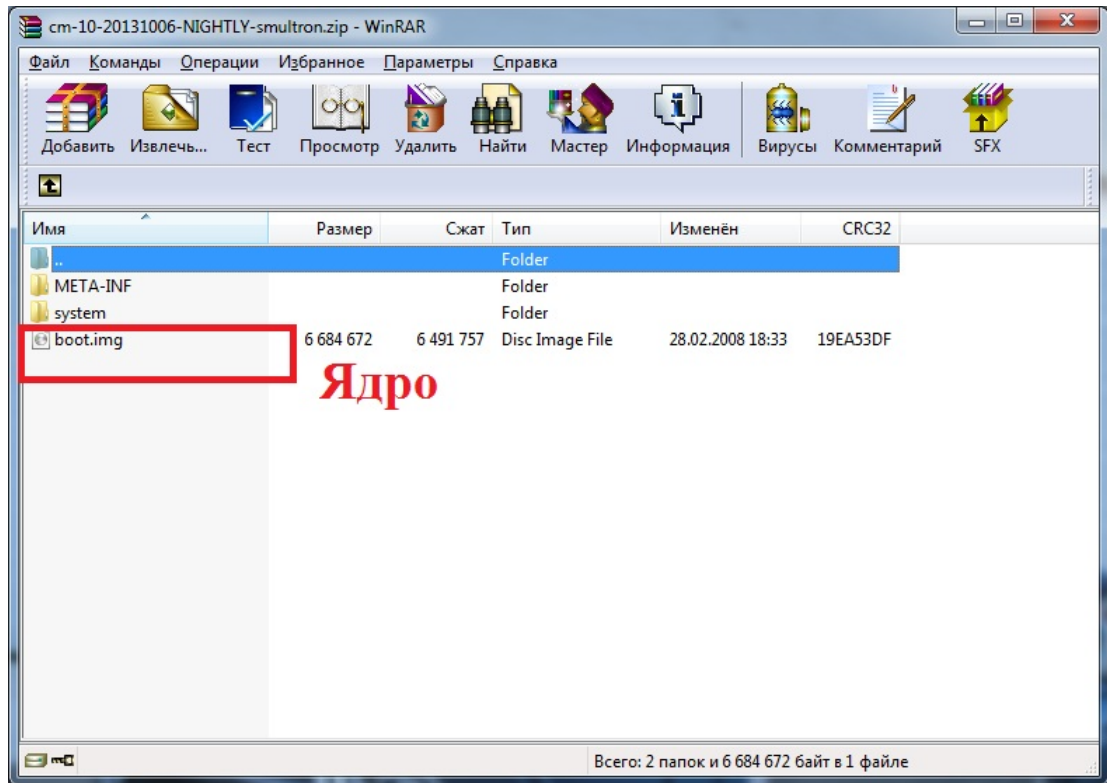 cm-10-20131006-NIGHTLY-smultron.zip - WinRAR
Файл Команды Операции Избранное Параметры Справка
Добавить Извлечь... Тест Просмотр Удалить Найти Мастер Информация Вирусы Комментарий SFX
Имя Размер Сжат Тип Изменён CRC32
.. Folder
META-INF Folder
system Folder
boot.img 6 684 672 6 491 757 Disc Image File 28.02.2008 18:33 19EA53DF
Ядро
Всего: 2 папок и 6 684 672 байт в 1 файле